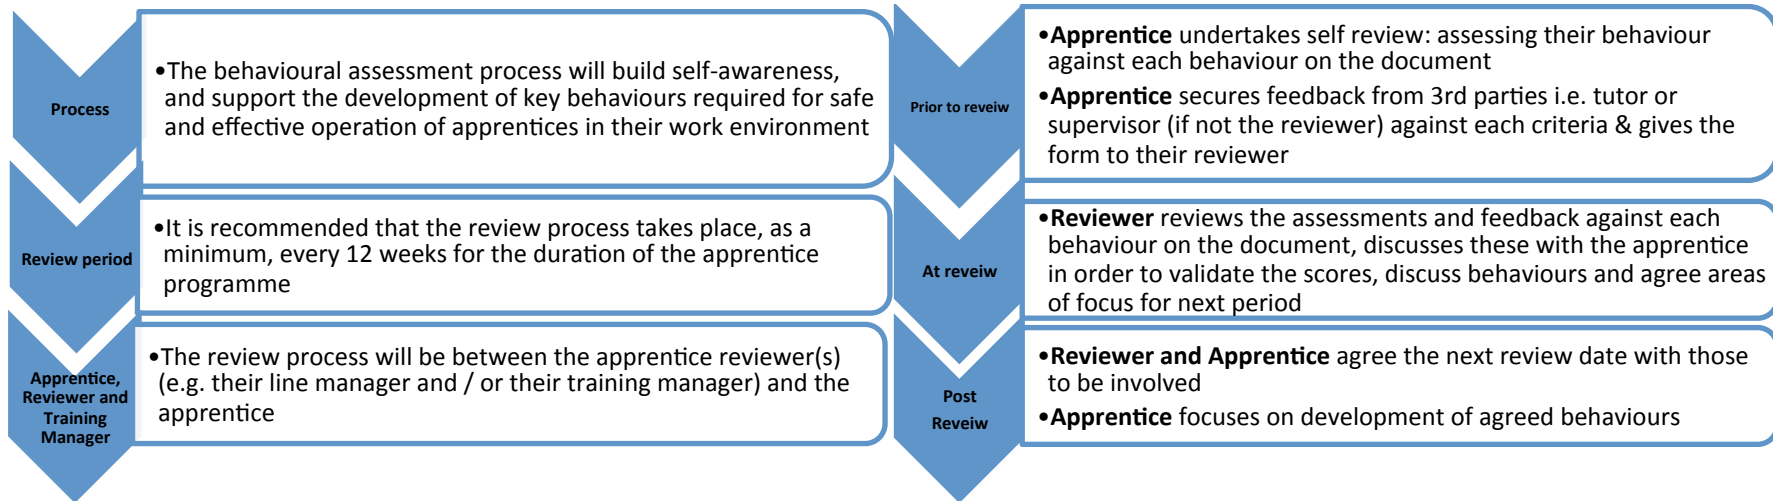 Process
•The behavioural assessment process will build self-awareness,
and support the development of key behaviours required for safe
and effective operation of apprentices in their work environment
Review period
•It is recommended that the review process takes place, as a
minimum, every 12 weeks for the duration of the apprentice
programme
Apprentice,
Reviewer and
Training
Manager
•The review process will be between the apprentice reviewer(s)
(e.g. their line manager and / or their training manager) and the
apprentice
Prior to reveiw
•Apprentice undertakes self review: assessing their behaviour
against each behaviour on the document
•Apprentice secures feedback from 3rd parties i.e. tutor or
supervisor (if not the reviewer) against each criteria & gives the
form to their reviewer
At reveiw
•Reviewer reviews the assessments and feedback against each
behaviour on the document, discusses these with the apprentice
in order to validate the scores, discuss behaviours and agree areas
of focus for next period
Post
Reveiw
•Reviewer and Apprentice agree the next review date with those
to be involved
•Apprentice focuses on development of agreed behaviours